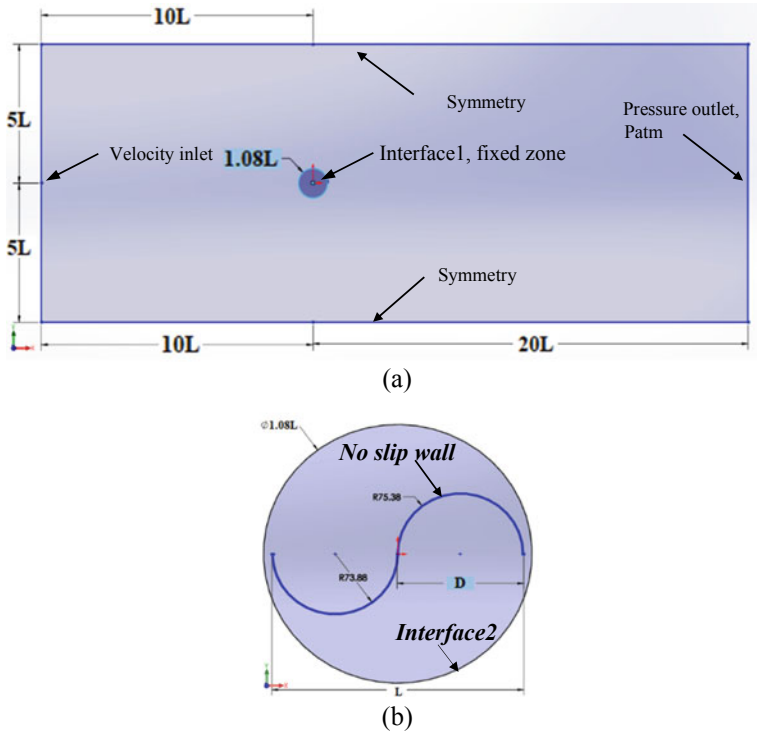 10L
Symmetry
Pressure outlet,
Patm
5L
Velocity inlet
1.08L
Interface1, fixed zone
5L
Symmetry
10L
20L
(a)
∅1.08L
No slip wall
R75.38
R73.88
D
Interface2
L
(b)